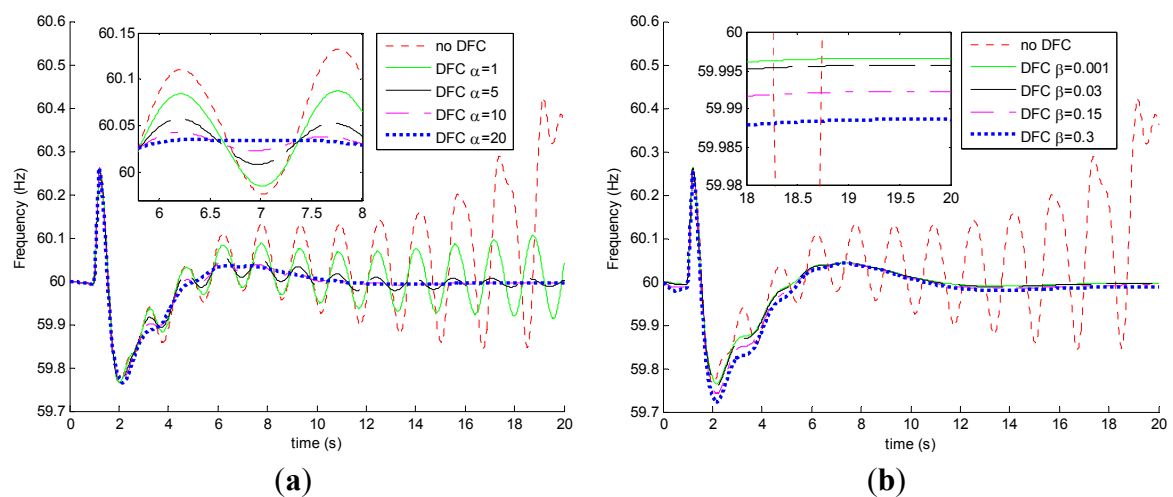 60.6
60.5
60.4
60.3
60.2
60.1
60
59.9
59.8
59.7
Frequency (Hz)
0 2 4 6 8 10 12 14 16 18 20
time (s)
60.15
60.1
60.05
60
6 6.5 7 7.5 8
no DFC
DFC α=1
DFC α=5
DFC α=10
DFC α=20
(a)
60.6
60.5
60.4
60.3
60.2
60.1
60
59.9
59.8
59.7
Frequency (Hz)
0 2 4 6 8 10 12 14 16 18 20
time (s)
60
59.995
59.99
59.985
59.98
18 18.5 19 19.5 20
no DFC
DFC β=0.001
DFC β=0.03
DFC β=0.15
DFC β=0.3
(b)